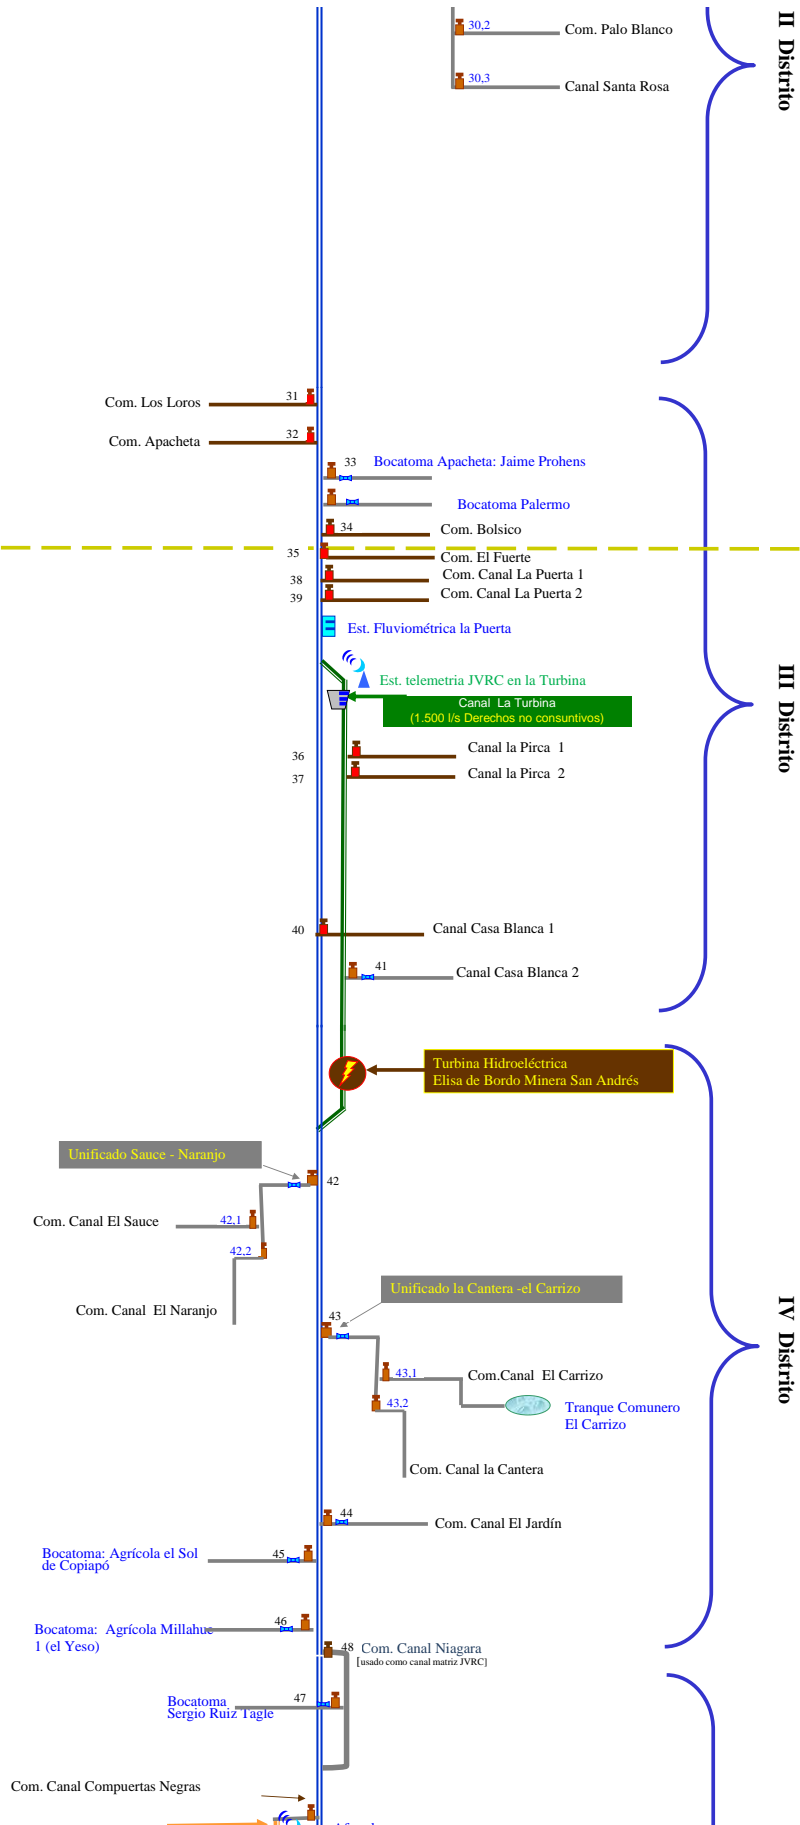 30,2
Com. Palo Blanco
30,3
Canal Santa Rosa
II Distrito
31
Com. Los Loros
32
Com. Apacheta
33
Bocatoma Apacheta: Jaime Prohens
Bocatoma Palermo
34
Com. Bolsico
35
Com. El Fuerte
38
Com. Canal La Puerta 1
39
Com. Canal La Puerta 2
Est. Fluviométrica la Puerta
Est. telemetria JVRC en la Turbina
Canal La Turbina
(1.500 l/s Derechos no consuntivos)
III Distrito
36
Canal la Pirca 1
37
Canal la Pirca 2
40
Canal Casa Blanca 1
41
Canal Casa Blanca 2
Turbina Hidroeléctrica
Elisa de Bordo Minera San Andrés
Unificado Sauce - Naranjo
42
Com. Canal El Sauce
42,1
42,2
Com. Canal El Naranjo
Unificado la Cantera -el Carrizo
43
43,1
Com.Canal El Carrizo
43,2
Tranque Comunero
El Carrizo
Com. Canal la Cantera
IV Distrito
44
Com. Canal El Jardín
45
Bocatoma: Agrícola el Sol
de Copiapó
46
Bocatoma: Agrícola Millahue
1 (el Yeso)
48
Com. Canal Niagara
[usado como canal matriz JVRC]
47
Bocatoma
Sergio Ruiz Tagle
Com. Canal Compuertas Negras